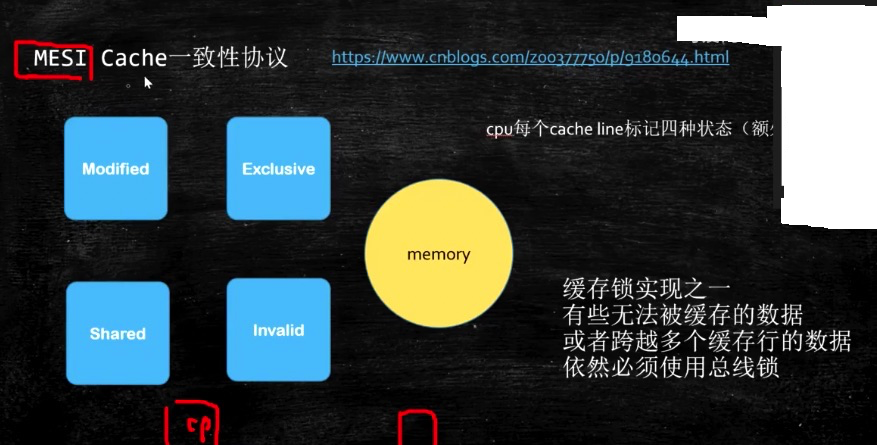 MESI Cache一致性协议
https://www.cnblogs.com/z00377750/p/9180644.html
cpu每个cache line标记四种状态（额
Modified
Exclusive
memory
Shared
Invalid
缓存锁实现之一
有些无法被缓存的数据
或者跨越多个缓存行的数据
依然必须使用总线锁
cp